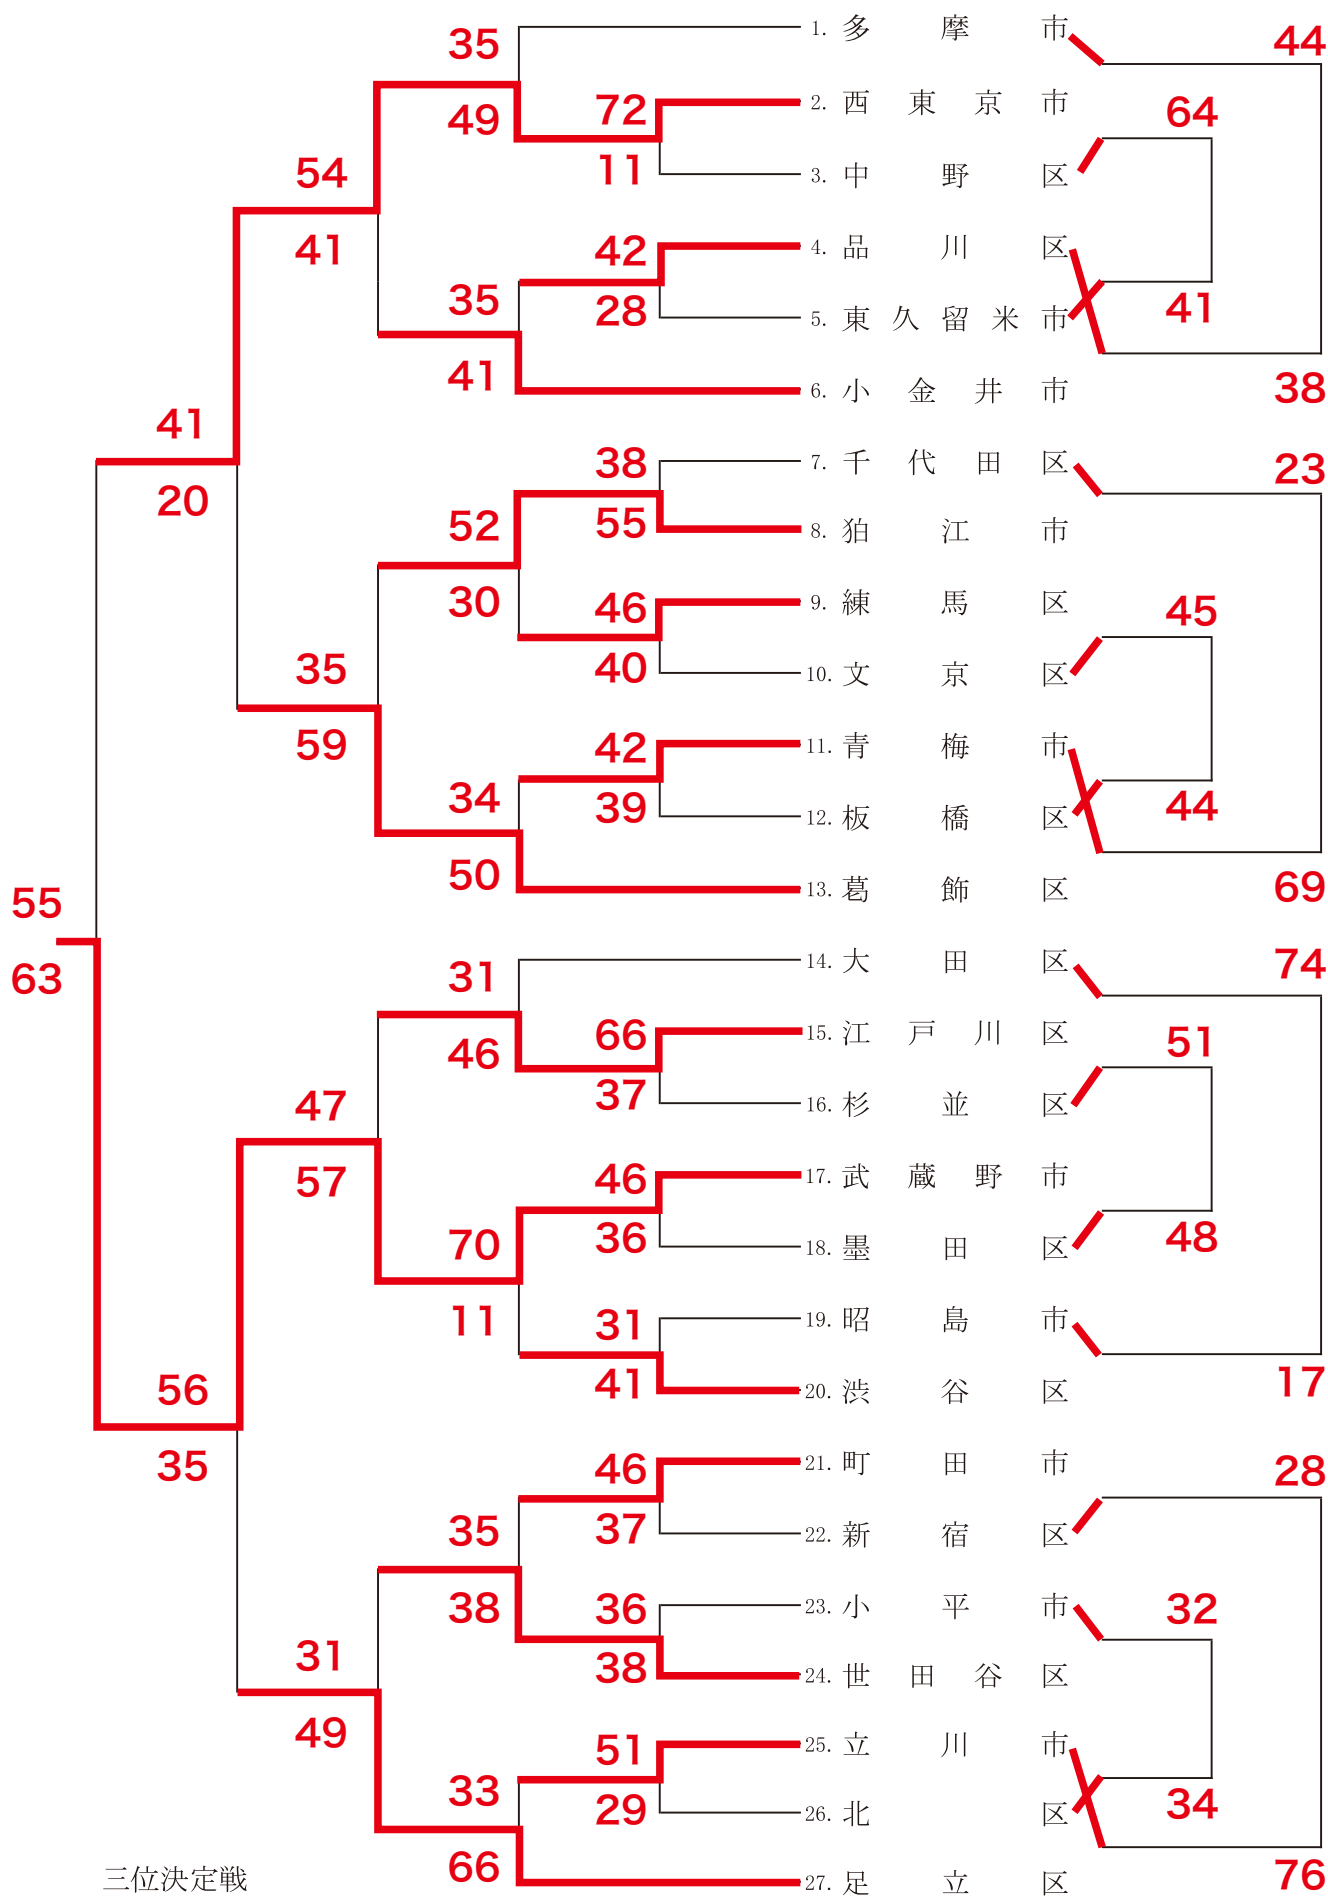 35 1. 多摩市 44
49 72 2. 西東京市 64
54 11 3. 中野区
41 42 4. 品川区
35 28 5. 東久留米市 41
41 6. 小金井市 38
41 38 7. 千代田区 23
20 52 55 8. 狛江市
30 46 9. 練馬区 45
35 40 10. 文京区
59 42 11. 青梅市
34 39 12. 板橋区 44
50 13. 葛飾区 69
55
63 31 14. 大田区 74
46 66 15. 江戸川区 51
47 37 16. 杉並区
57 46 17. 武蔵野市
70 36 18. 墨田区 48
11 31 19. 昭島市
56 41 20. 渋谷区 17
35 46 21. 町田市 28
35 37 22. 新宿区
38 36 23. 小平市 32
31 38 24. 世田谷区
49 51 25. 立川市
33 29 26. 北区 34
66 27. 足立区 76
三位決定戦